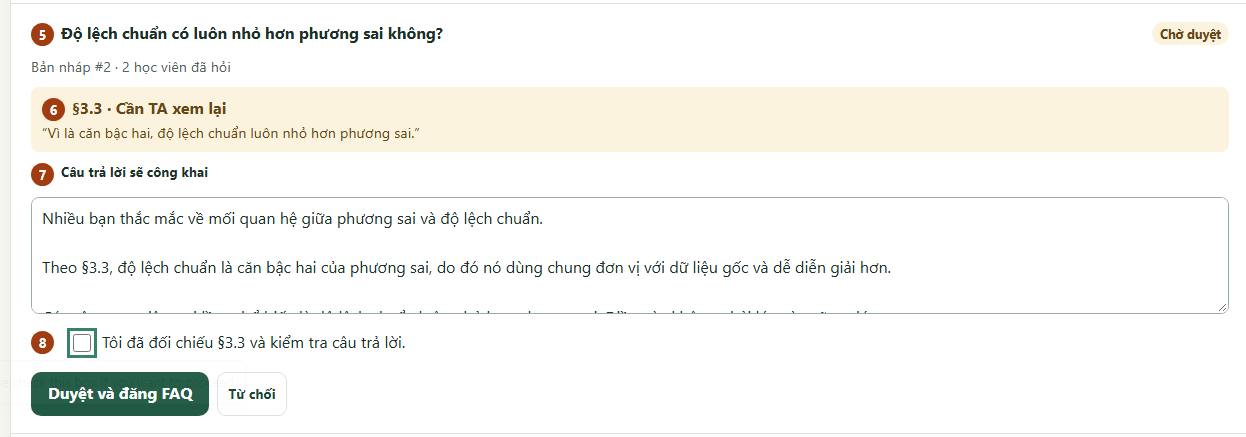 5 Độ lệch chuẩn có luôn nhỏ hơn phương sai không?
Chờ duyệt
Bản nháp #2 · 2 học viên đã hỏi
6 §3.3 · Cần TA xem lại
“Vì là căn bậc hai, độ lệch chuẩn luôn nhỏ hơn phương sai.”
7 Câu trả lời sẽ công khai
Nhiều bạn thắc mắc về mối quan hệ giữa phương sai và độ lệch chuẩn.
Theo §3.3, độ lệch chuẩn là căn bậc hai của phương sai, do đó nó dùng chung đơn vị với dữ liệu gốc và dễ diễn giải hơn.
8 Tôi đã đối chiếu §3.3 và kiểm tra câu trả lời.
Duyệt và đăng FAQ
Từ chối